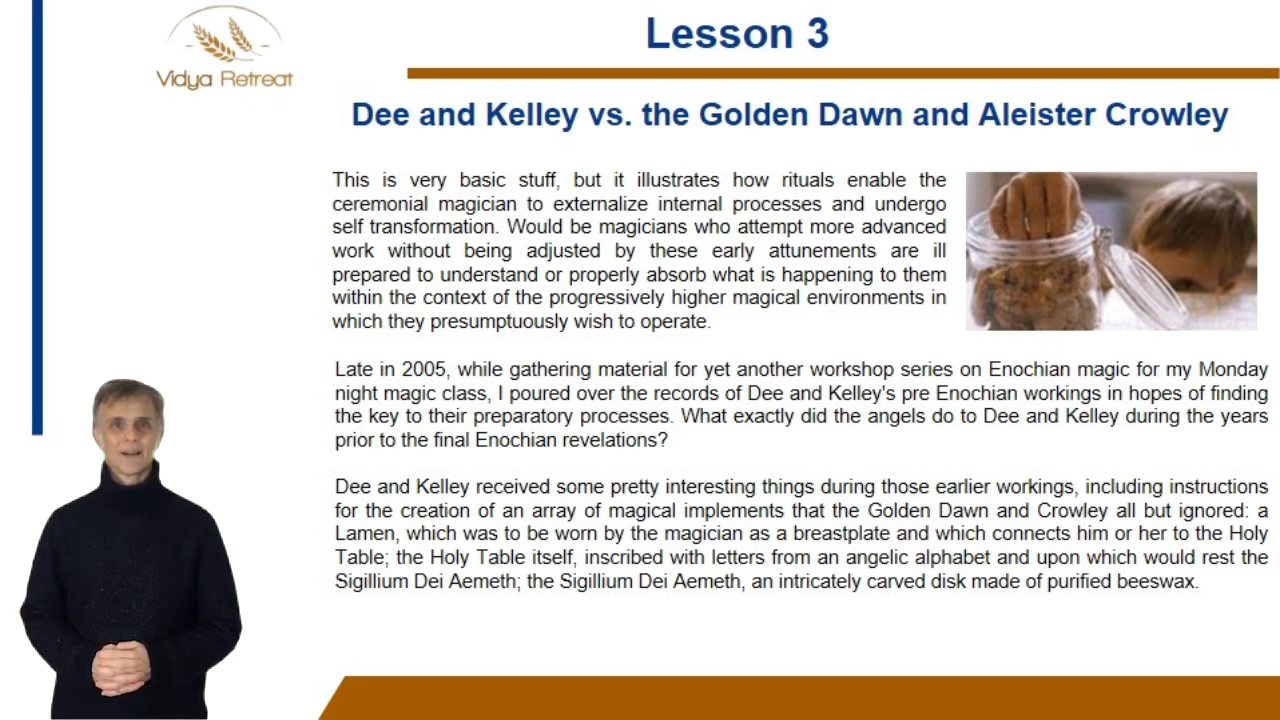 Vidya Retreat
Lesson 3
Dee and Kelley vs. the Golden Dawn and Aleister Crowley
This is very basic stuff, but it illustrates how rituals enable the
ceremonial magician to externalize internal processes and undergo
self transformation. Would be magicians who attempt more advanced
work without being adjusted by these early attunements are ill
prepared to understand or properly absorb what is happening to them
within the context of the progressively higher magical environments in
which they presumptuously wish to operate.
Late in 2005, while gathering material for yet another workshop series on Enochian magic for my Monday
night magic class, I poured over the records of Dee and Kelley's pre Enochian workings in hopes of finding
the key to their preparatory processes. What exactly did the angels do to Dee and Kelley during the years
prior to the final Enochian revelations?
Dee and Kelley received some pretty interesting things during those earlier workings, including instructions
for the creation of an array of magical implements that the Golden Dawn and Crowley all but ignored: a
Lamen, which was to be worn by the magician as a breastplate and which connects him or her to the Holy
Table; the Holy Table itself, inscribed with letters from an angelic alphabet and upon which would rest the
Sigillium Dei Aemeth; the Sigillium Dei Aemeth, an intricately carved disk made of purified beeswax.